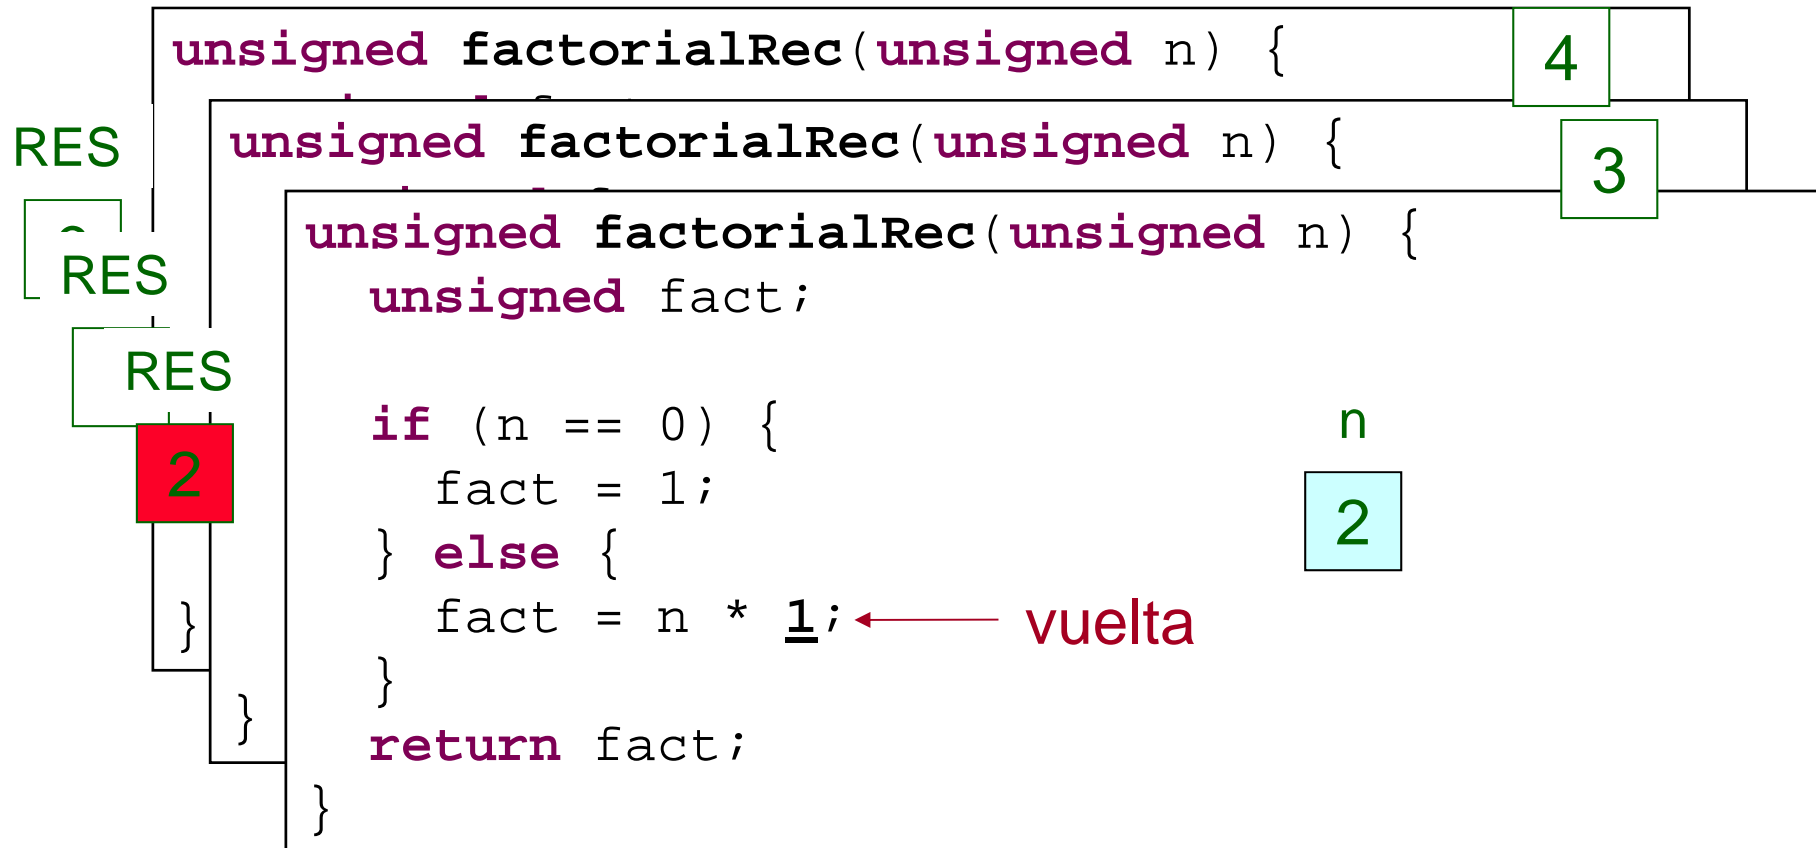 unsigned factorialRec(unsigned n) {
4
RES
unsigned factorialRec(unsigned n) {
3
RES
unsigned factorialRec(unsigned n) {
unsigned fact;
RES
2
if (n == 0) {
n
fact = 1;
2
} else {
fact = n * 1;
vuelta
}
return fact;
}
}
}